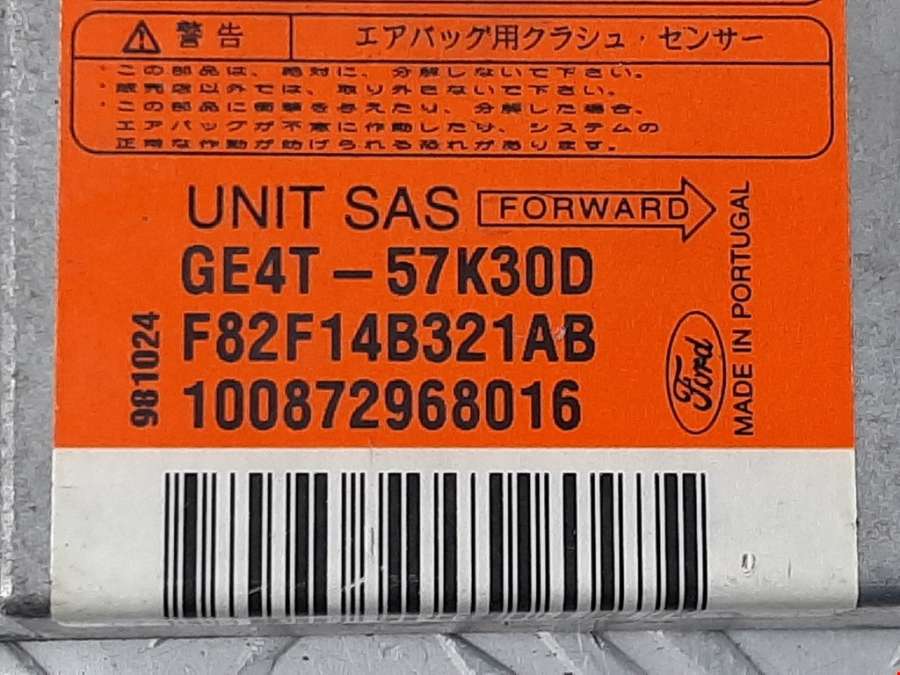 警告
エアバッグ用クラシュ・センサー
・この部品は、絶対に、分解しないで下さい。
・販売店以外では、取り外さないで下さい。
・この部品に衝撃を与えたり、分解した場合、
エアバッグが不意に作動したり、システムの
正常な作動が妨げられる恐れがあります。
UNIT SAS FORWARD
GE4T-57K30D
F82F14B321AB
100872968016
981024
Ford
MADE IN PORTUGAL